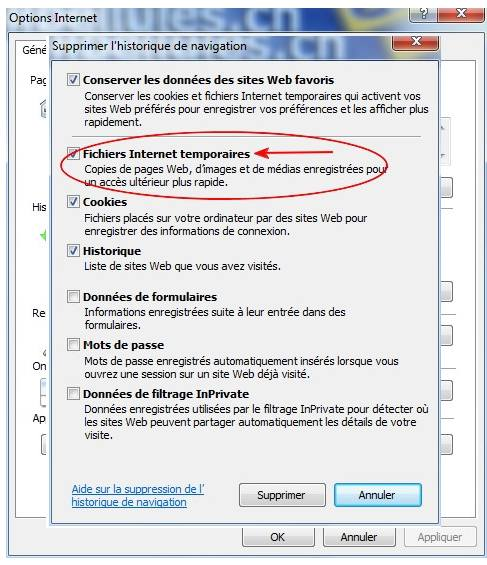 Options Internet
Géné
Supprimer l'historique de navigation
Conserver les données des sites Web favoris
Conserver les cookies et fichiers Internet temporaires qui activent vos
sites Web préférés pour enregistrer vos préférences et les afficher plus
rapidement.
Fichiers Internet temporaires
Copies de pages Web, d'images et de médias enregistrées pour
un accès ultérieur plus rapide.
Cookies
Fichiers placés sur votre ordinateur par des sites Web pour
enregistrer des informations de connexion.
Historique
Liste de sites Web que vous avez visités.
Données de formulaires
Informations enregistrées suite à leur entrée dans des
formulaires.
Mots de passe
Mots de passe enregistrés automatiquement insérés lorsque vous
ouvrez une session sur un site Web déjà visité.
Données de filtrage InPrivate
Données enregistrées utilisées par le filtrage InPrivate pour détecter où
les sites Web peuvent partager automatiquement les détails de votre
visite.
Aide sur la suppression de l'
historique de navigation
Supprimer
Annuler
Pag
His
Re
On
Ap
OK
Annuler
Appliquer